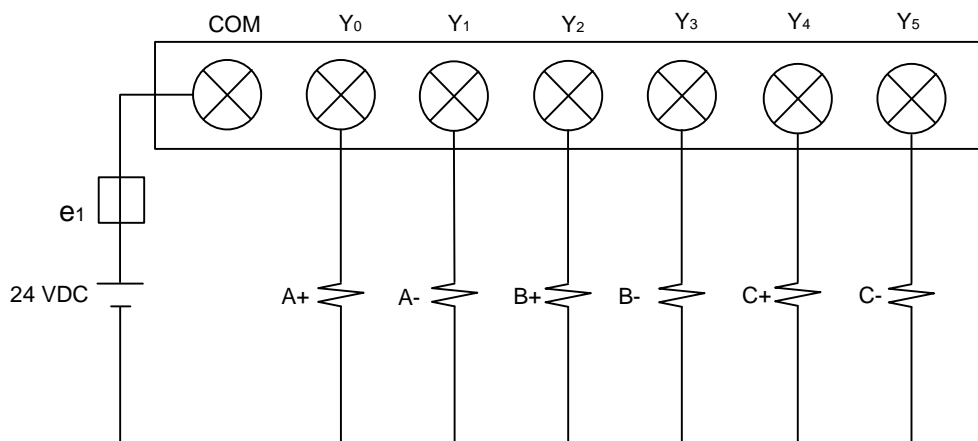 COM Y0 Y1 Y2 Y3 Y4 Y5
e1
24 VDC A+ A- B+ B- C+ C-